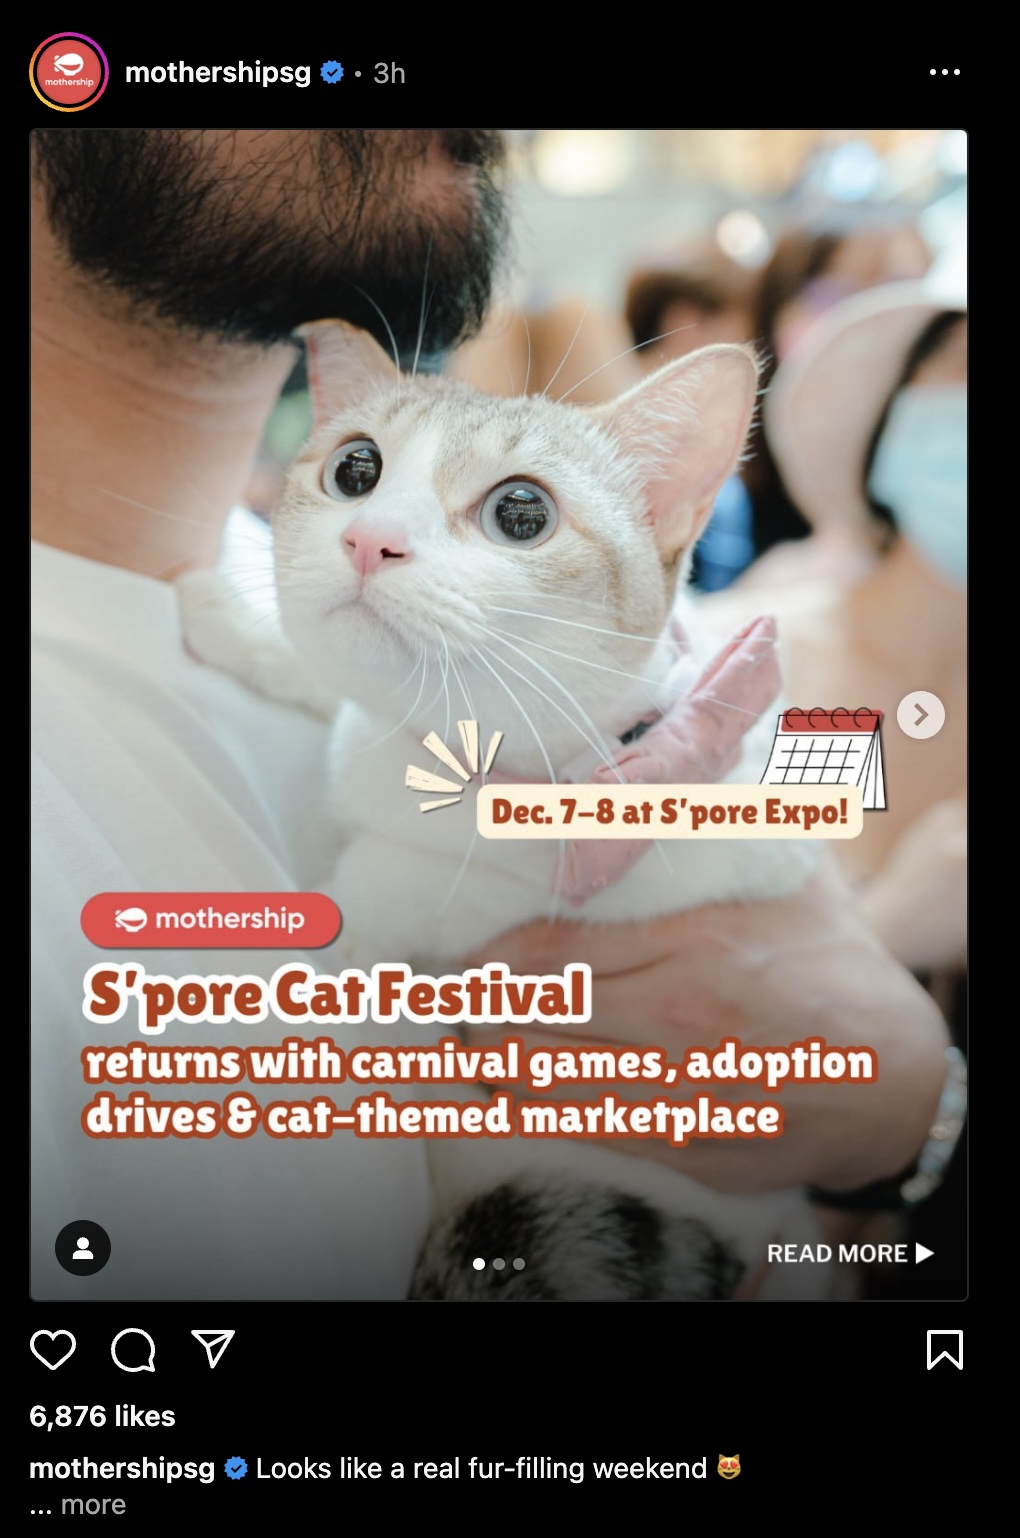 mothership
mothershipsg • 3h
Dec. 7-8 at S'pore Expo!
mothership
S'pore Cat Festival
returns with carnival games, adoption
drives & cat-themed marketplace
READ MORE
6,876 likes
mothershipsg Looks like a real fur-filling weekend 😻
... more